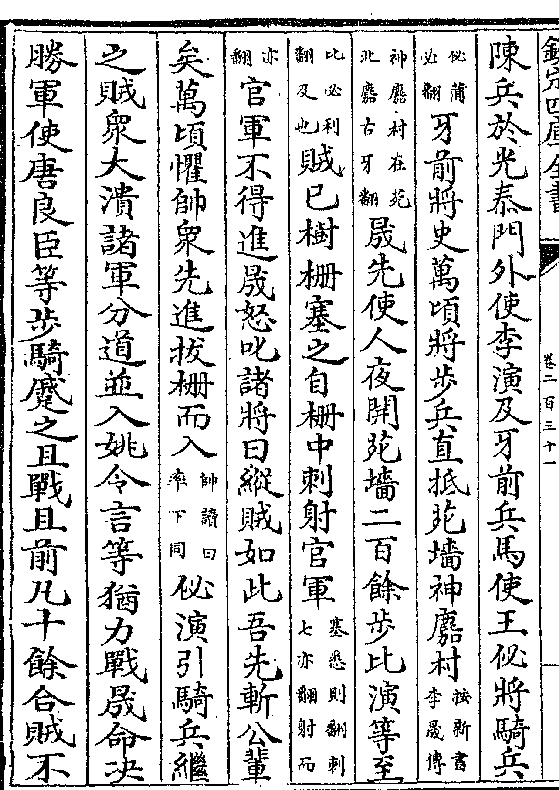 欽定四庫全書
卷二百三十一
陳兵於光泰門外使李演及牙前兵馬使王佖將騎兵
佖蒲必翻牙前將史萬頃將步兵直抵苑墻神䴥村按新書李晟傳
神䴥村在苑北䴥古牙翻晟先使人夜開苑墻二百餘步比演等至
比必利翻及也賊已樹柵塞之自柵中刺射官軍塞悉則翻刺七亦翻射而
亦翻官軍不得進晟怒叱諸將曰縱賊如此吾先斬公輩
矣萬頃懼帥衆先進拔柵而入帥讀曰率下同佖演引騎兵繼
之賊衆大潰諸軍分道並入姚令言等猶力戰晟命决
勝軍使唐良臣等步騎蹙之且戰且前凡十餘合賊不